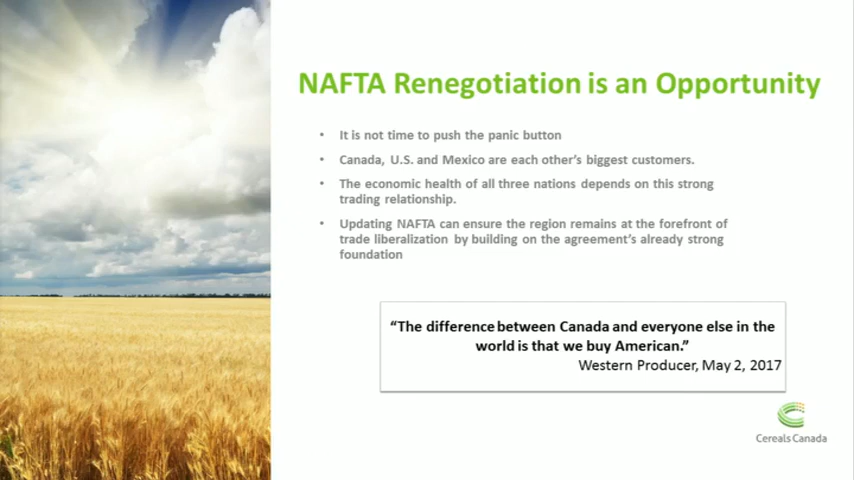 NAFTA Renegotiation is an Opportunity
• It is not time to push the panic button
• Canada, U.S. and Mexico are each other's biggest customers.
• The economic health of all three nations depends on this strong
trading relationship.
• Updating NAFTA can ensure the region remains at the forefront of
trade liberalization by building on the agreement's already strong
foundation
“The difference between Canada and everyone else in the
world is that we buy American.”
Western Producer, May 2, 2017
Cereals Canada